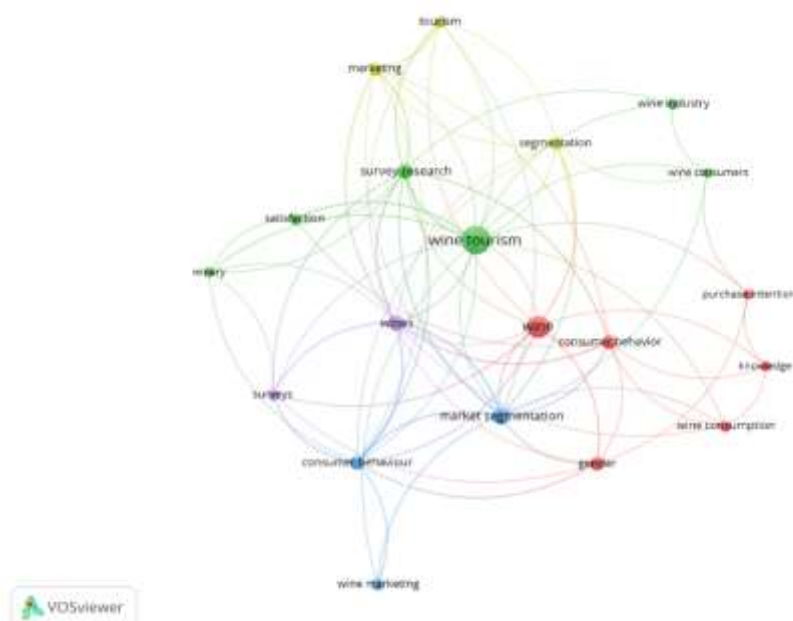 tourism
marketing
wine industry
segmentation
survey research
wine consumers
satisfaction
wine tourism
winery
purchase intention
wines
wine
consumer behavior
knowledge
surveys
market segmentation
wine consumption
consumer behaviour
gender
wine marketing
VOSviewer